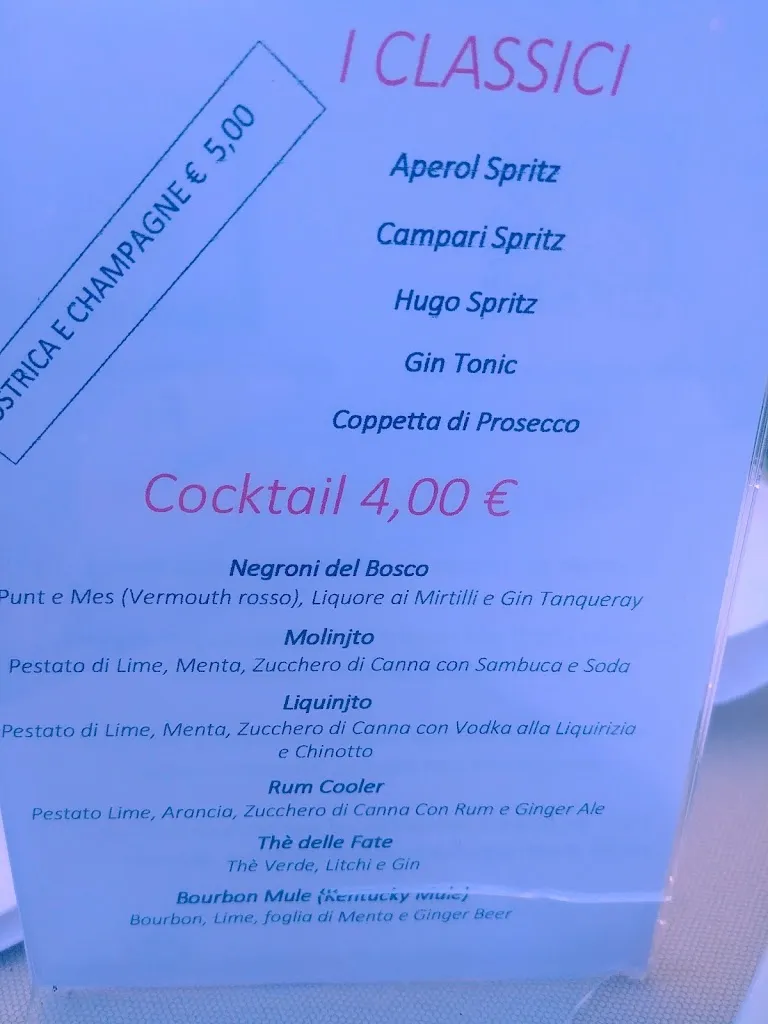 I CLASSICI
OSTRICA E CHAMPAGNE € 5,00
Aperol Spritz
Campari Spritz
Hugo Spritz
Gin Tonic
Coppetta di Prosecco
Cocktail 4,00 €
Negroni del Bosco
Punt e Mes (Vermouth rosso), Liquore ai Mirtilli e Gin Tanqueray
Molinjto
Pestato di Lime, Menta, Zucchero di Canna con Sambuca e Soda
Liquinjto
Pestato di Lime, Menta, Zucchero di Canna con Vodka alla Liquirizia
e Chinotto
Rum Cooler
Pestato Lime, Arancia, Zucchero di Canna Con Rum e Ginger Ale
Thè delle Fate
Thè Verde, Litchi e Gin
Bourbon Mule (Kentucky Mule)
Bourbon, Lime, foglia di Menta e Ginger Beer